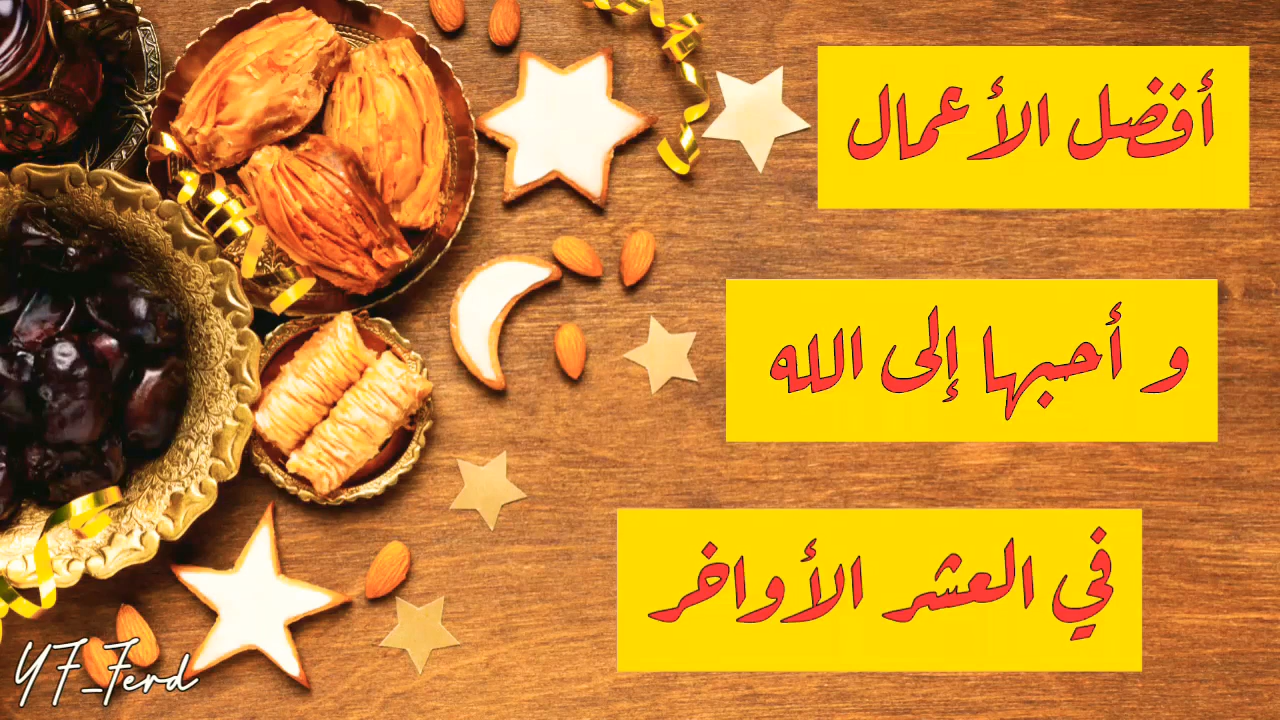 أفضل الأعمال
و أحبها إلى الله
في العشر الأواخر
YF_Ferd